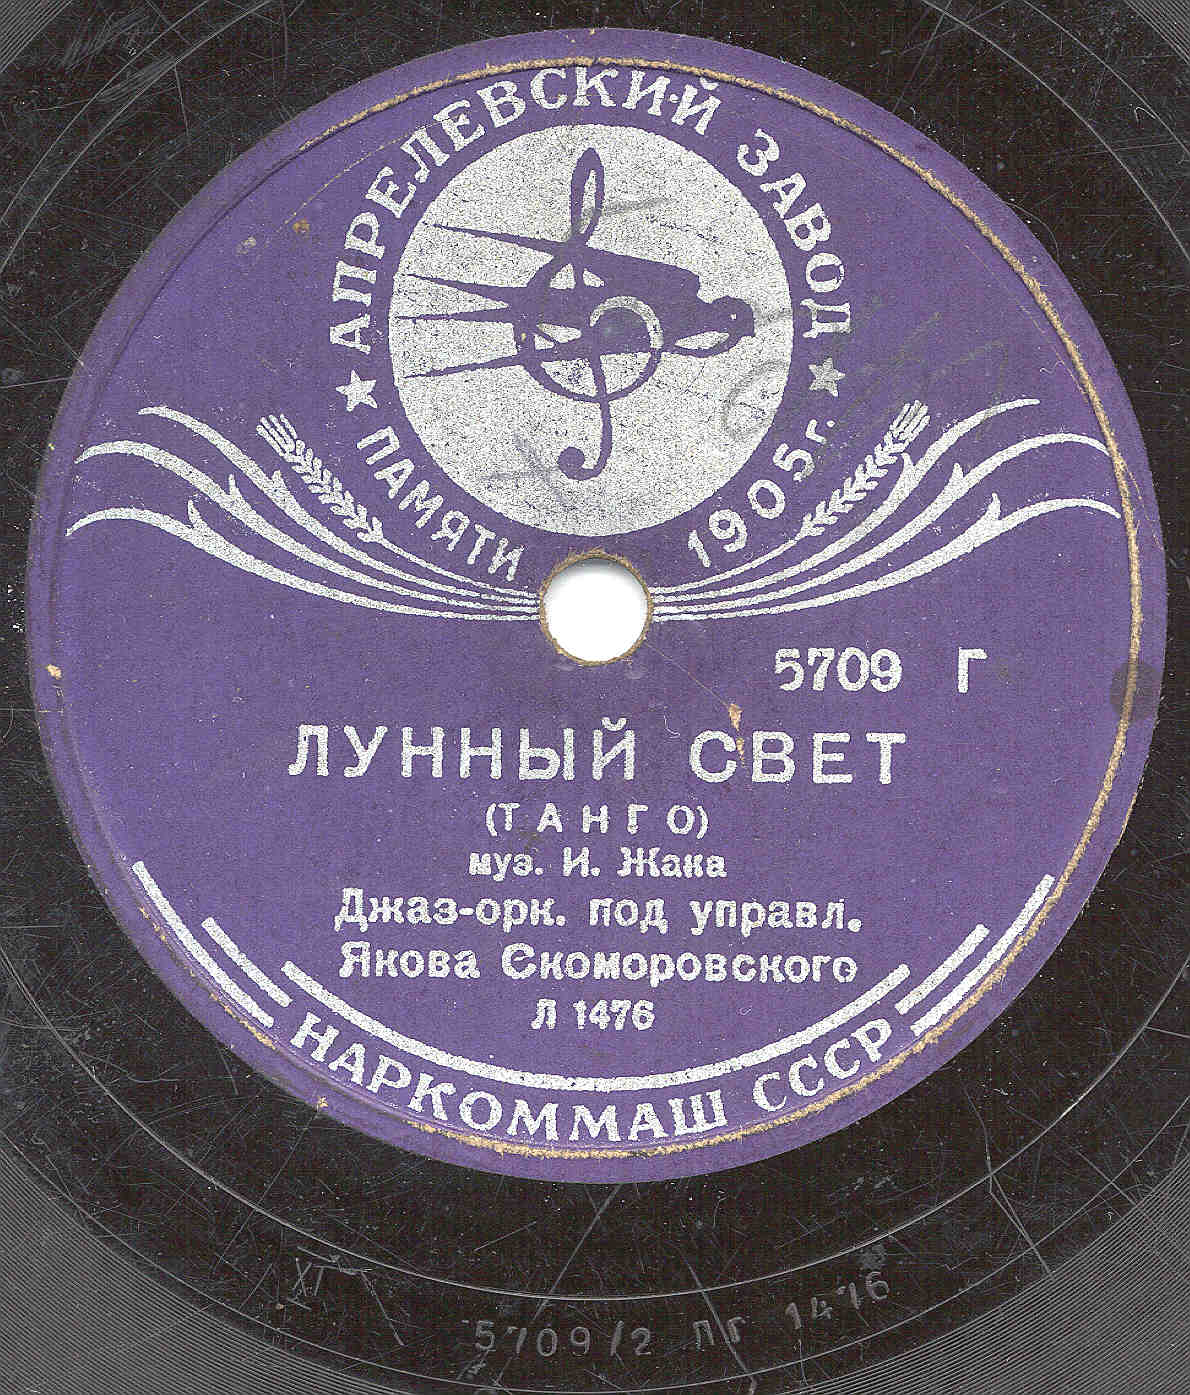 АПРЕЛЕВСКИЙ ЗАВОД
ПАМЯТИ 1905 г.
5709 Г
ЛУННЫЙ СВЕТ
(ТАНГО)
муз. И. Жака
Джаз-орк. под управл.
Якова Скоморовского
Л 1476
НАРКОММАШ СССР
XI
5709/2 ЛГ 1476